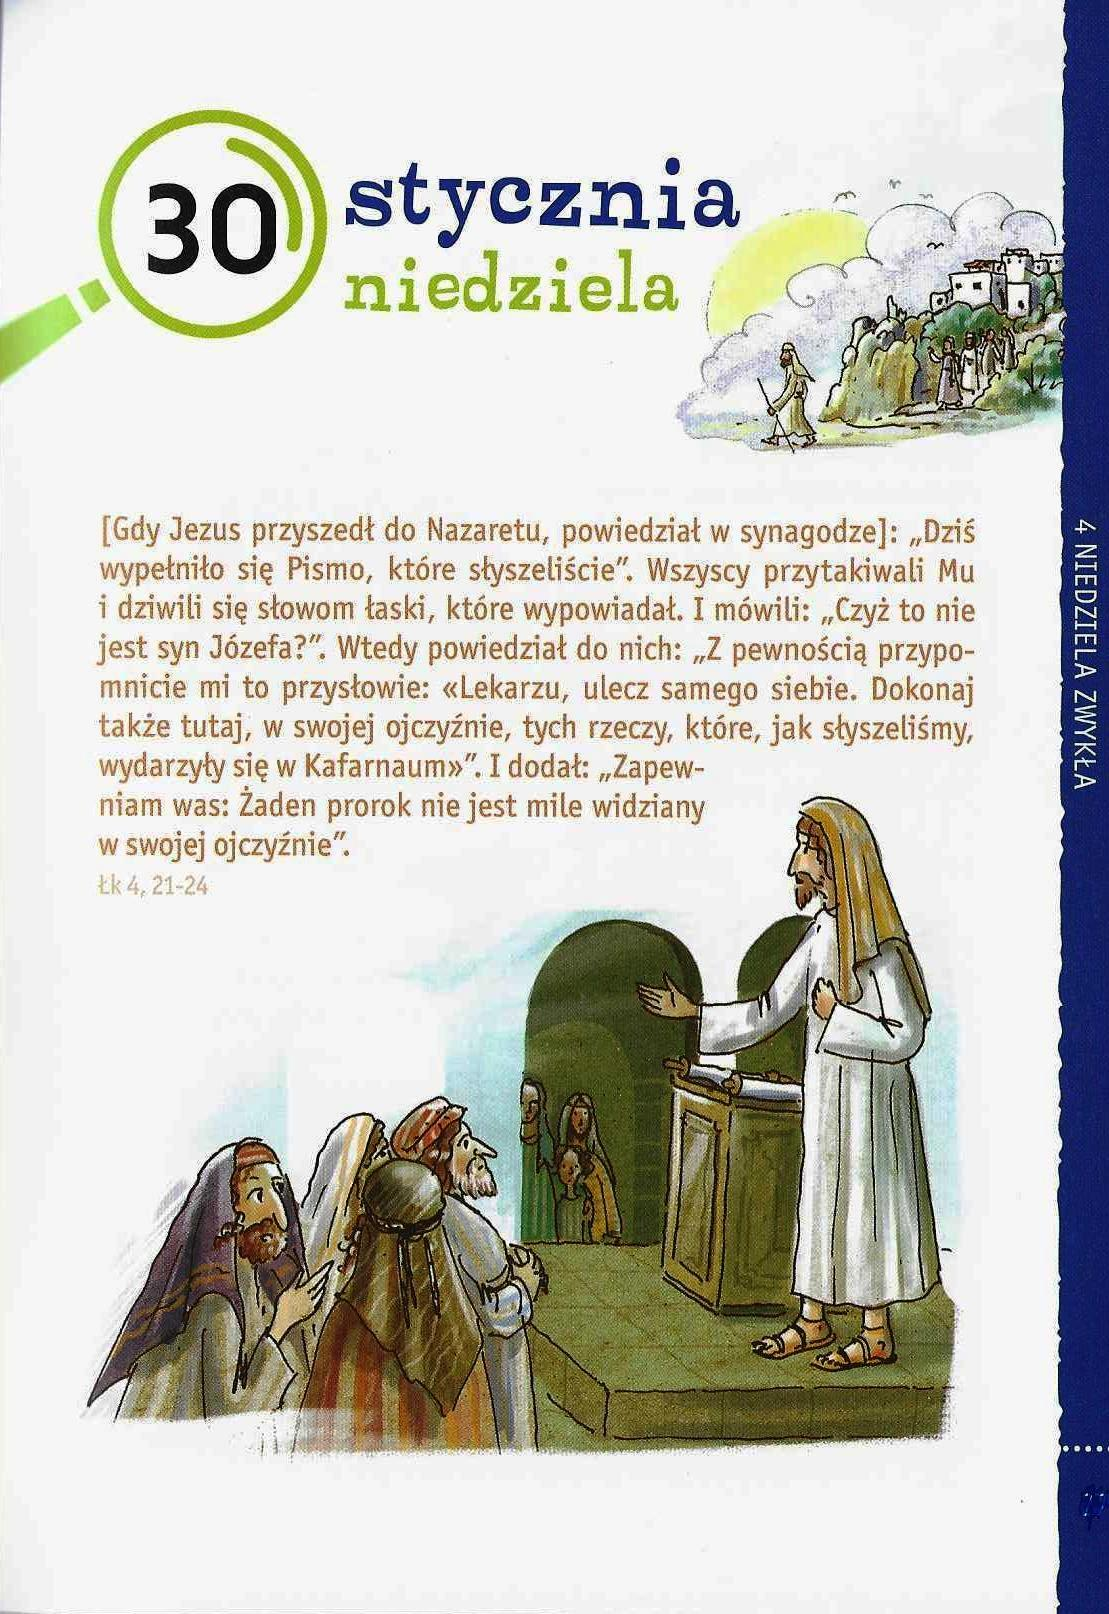 30
stycznia
niedziela
[Gdy Jezus przyszedł do Nazaretu, powiedział w synagodze]: „Dziś
wypełniło się Pismo, które słyszeliście”. Wszyscy przytakiwali Mu
i dziwili się słowom łaski, które wypowiadał. I mówili: „Czyż to nie
jest syn Józefa?”. Wtedy powiedział do nich: „Z pewnością przypo-
mnicie mi to przysłowie: «Lekarzu, ulecz samego siebie. Dokonaj
także tutaj, w swojej ojczyźnie, tych rzeczy, które, jak słyszeliśmy,
wydarzyły się w Kafarnaum»”. I dodał: „Zapew-
niam was: Żaden prorok nie jest mile widziany
w swojej ojczyźnie”.
Łk 4, 21-24
4 NIEDZIELA ZWYKŁA